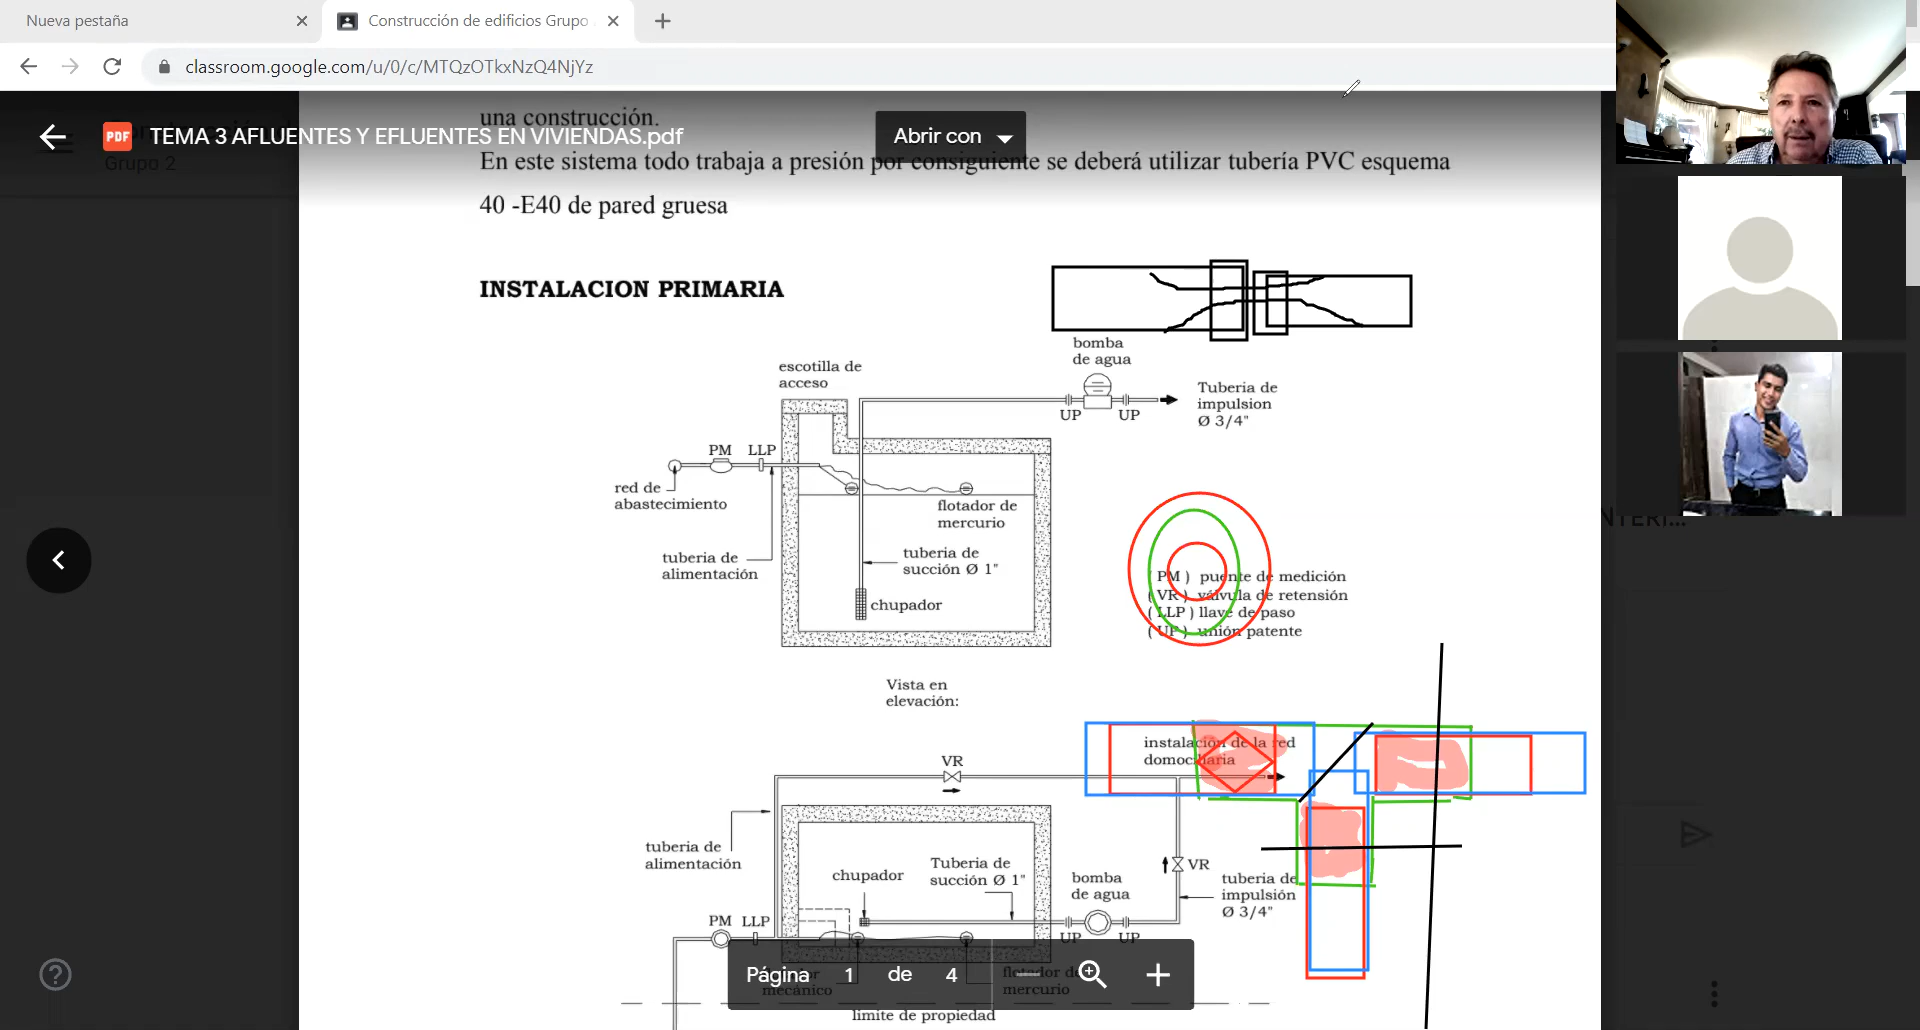 Nueva pestaña
Construcción de edificios Grupo
classroom.google.com/u/0/c/MTQzOTkxNzQ4NjYz
una construcción.
PDF
TEMA 3 AFLUENTES Y EFLUENTES EN VIVIENDAS.pdf
Abrir con
Grupo 2
En este sistema todo trabaja a presión por consiguiente se deberá utilizar tubería PVC esquema
40 -E40 de pared gruesa
INSTALACION PRIMARIA
bomba
de agua
escotilla de
acceso
Tuberia de
impulsion
Ø 3/4"
UP
UP
PM
LLP
red de
abastecimiento
flotador de
mercurio
tuberia de
alimentación
tuberia de
succión Ø 1"
chupador
( PM ) puente de medición
( VR ) válvula de retensión
( LLP ) llave de paso
( UP ) unión patente
NTERI...
Vista en
elevación:
instalación de la red
domociliaria
VR
tuberia de
alimentación
chupador
Tuberia de
succión Ø 1"
bomba
de agua
VR
tuberia de
impulsión
Ø 3/4"
PM
LLP
UP
UP
Página 1 de 4
mecánico
mercurio
limite de propiedad